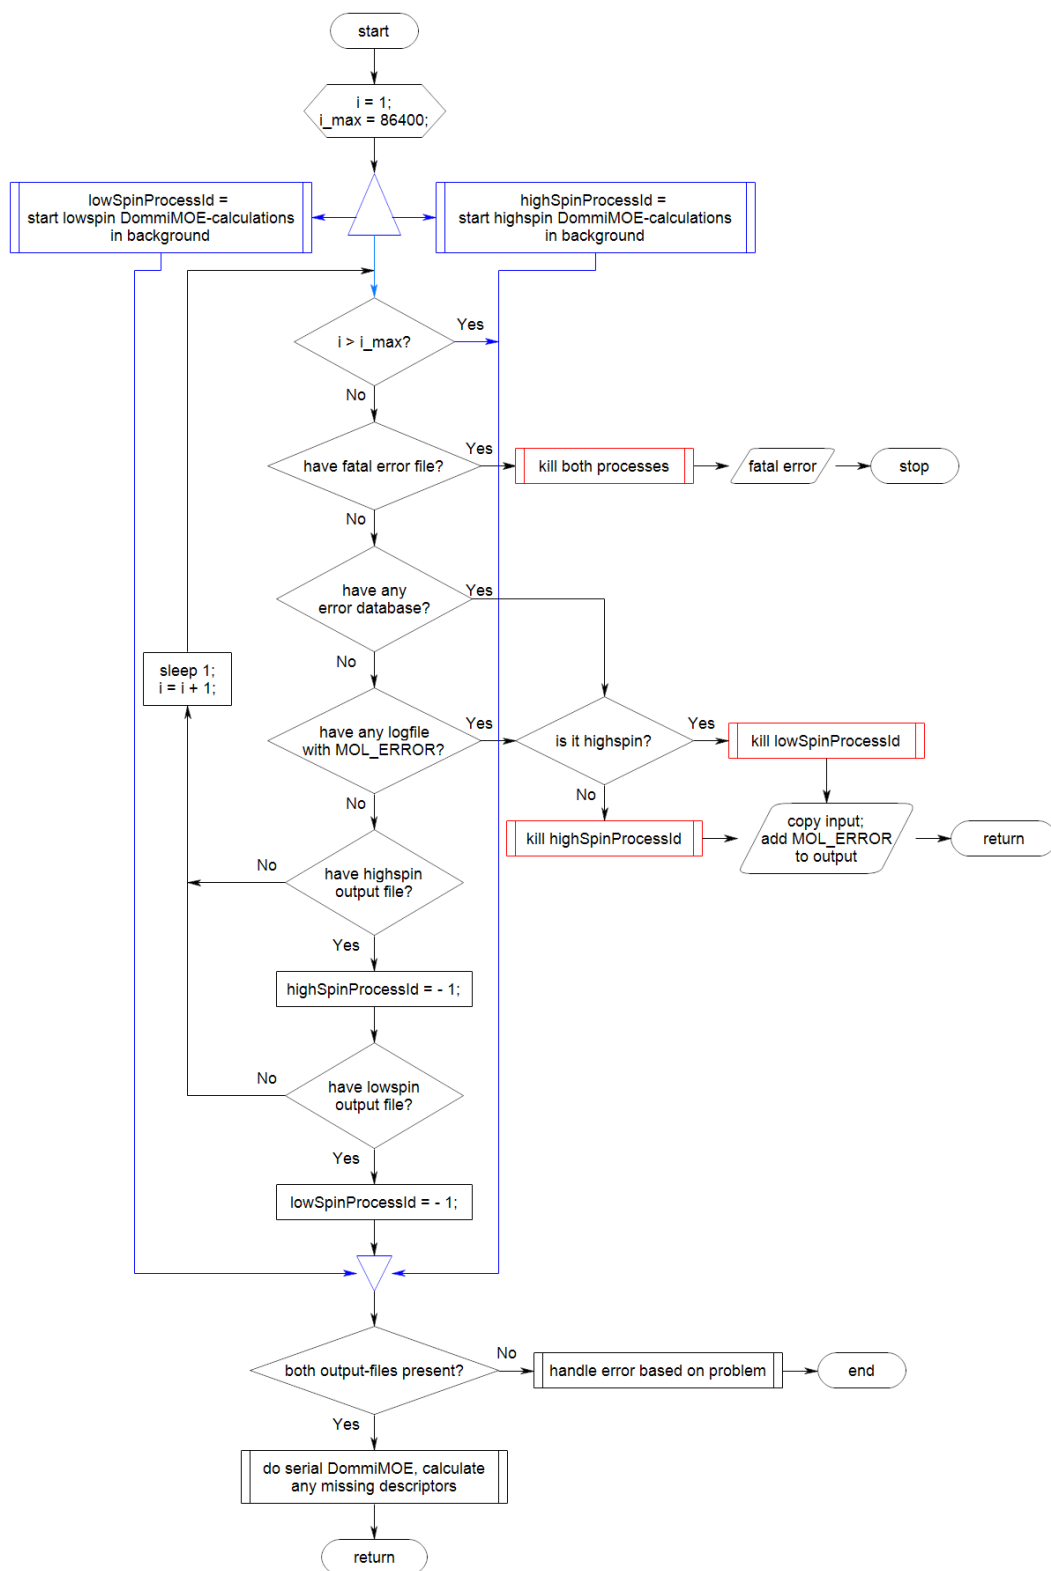 start
i = 1;
i_max = 86400;
lowSpinProcessId =
start lowspin DommiMOE-calculations
in background
highSpinProcessId =
start highspin DommiMOE-calculations
in background
i > i_max?
Yes
No
have fatal error file?
Yes
kill both processes
fatal error
stop
No
have any
error database?
Yes
No
sleep 1;
i = i + 1;
have any logfile
with MOL_ERROR?
Yes
is it highspin?
Yes
kill lowSpinProcessId
No
No
kill highSpinProcessId
copy input;
add MOL_ERROR
to output
return
have highspin
output file?
No
Yes
highSpinProcessId = - 1;
No
have lowspin
output file?
Yes
lowSpinProcessId = - 1;
both output-files present?
No
handle error based on problem
end
Yes
do serial DommiMOE, calculate
any missing descriptors
return